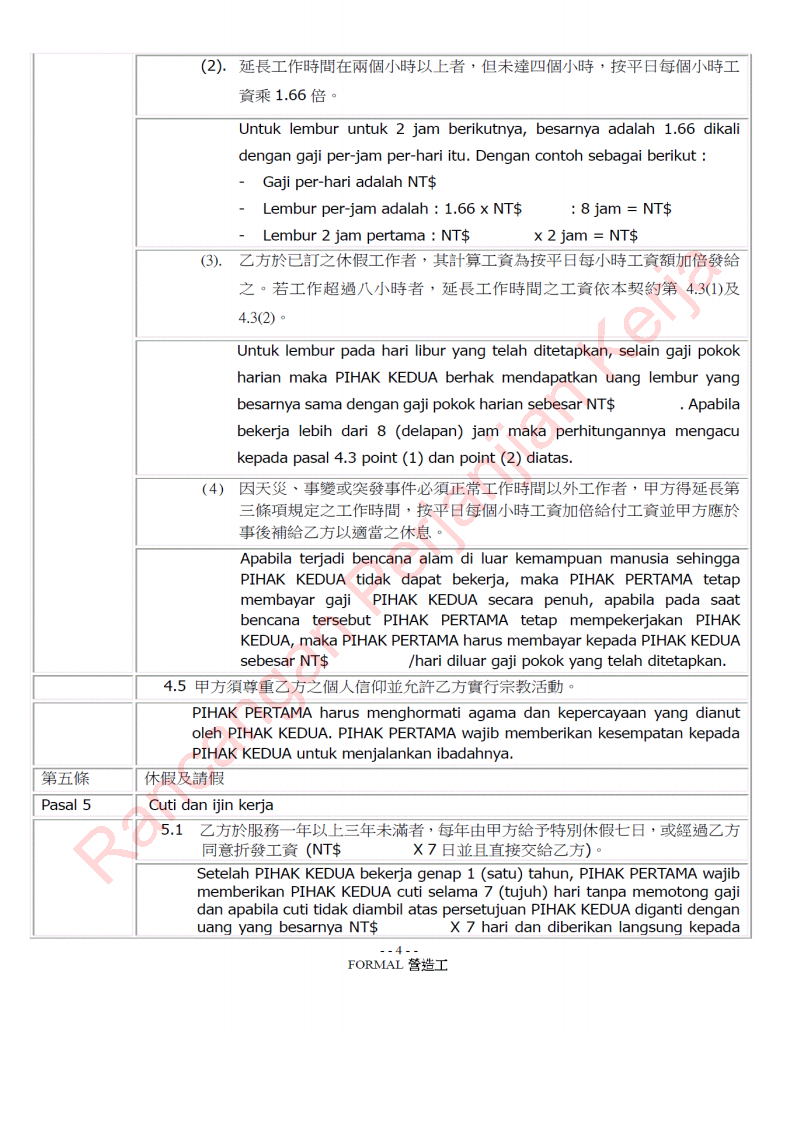 (2). 延長工作時間在兩個小時以上者，但未達四個小時，按平日每個小時工
資乘 1.66 倍。
Untuk lembur untuk 2 jam berikutnya, besarnya adalah 1.66 dikali
dengan gaji per-jam per-hari itu. Dengan contoh sebagai berikut :
- Gaji per-hari adalah NT$
- Lembur per-jam adalah : 1.66 x NT$ : 8 jam = NT$
- Lembur 2 jam pertama : NT$ x 2 jam = NT$
(3). 乙方於已訂之休假工作者，其計算工資為按平日每小時工資額加倍發給
之。若工作超過八小時者，延長工作時間之工資依本契約第 4.3(1)及
4.3(2)。
Untuk lembur pada hari libur yang telah ditetapkan, selain gaji pokok
harian maka PIHAK KEDUA berhak mendapatkan uang lembur yang
besarnya sama dengan gaji pokok harian sebesar NT$ . Apabila
bekerja lebih dari 8 (delapan) jam maka perhitungannya mengacu
kepada pasal 4.3 point (1) dan point (2) diatas.
(4) 因天災、事變或突發事件必須正常工作時間以外工作者，甲方得延長第
三條項規定之工作時間，按平日每個小時工資加倍給付工資並甲方應於
事後補給乙方以適當之休息。
Apabila terjadi bencana alam di luar kemampuan manusia sehingga
PIHAK KEDUA tidak dapat bekerja, maka PIHAK PERTAMA tetap
membayar gaji PIHAK KEDUA secara penuh, apabila pada saat
bencana tersebut PIHAK PERTAMA tetap mempekerjakan PIHAK
KEDUA, maka PIHAK PERTAMA harus membayar kepada PIHAK KEDUA
sebesar NT$ /hari diluar gaji pokok yang telah ditetapkan.
4.5 甲方須尊重乙方之個人信仰並允許乙方實行宗教活動。
PIHAK PERTAMA harus menghormati agama dan kepercayaan yang dianut
oleh PIHAK KEDUA. PIHAK PERTAMA wajib memberikan kesempatan kepada
PIHAK KEDUA untuk menjalankan ibadahnya.
第五條 休假及請假
Pasal 5 Cuti dan ijin kerja
5.1 乙方於服務一年以上三年未滿者，每年由甲方給予特別休假七日，或經過乙方
同意折發工資 (NT$ X 7 日並且直接交給乙方)。
Setelah PIHAK KEDUA bekerja genap 1 (satu) tahun, PIHAK PERTAMA wajib
memberikan PIHAK KEDUA cuti selama 7 (tujuh) hari tanpa memotong gaji
dan apabila cuti tidak diambil atas persetujuan PIHAK KEDUA diganti dengan
uang yang besarnya NT$ X 7 hari dan diberikan langsung kepada
- - 4 - -
FORMAL 營造工
Rancangan Perjanjian Kerja